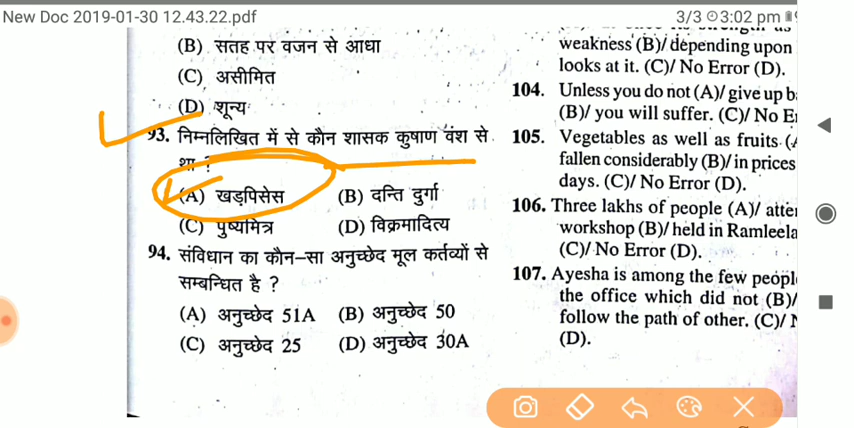 New Doc 2019-01-30 12.43.22.pdf
3/3
3:02 pm
(B) सतह पर वजन से आधा
(C) असीमित
(D) शून्य
93. निम्नलिखित में से कौन शासक कुषाण वंश से
था ?
(A) खड़पिसेस (B) दन्ति दुर्गा
(C) पुष्यमित्र (D) विक्रमादित्य
94. संविधान का कौन-सा अनुच्छेद मूल कर्तव्यों से
सम्बन्धित है ?
(A) अनुच्छेद 51A (B) अनुच्छेद 50
(C) अनुच्छेद 25 (D) अनुच्छेद 30A
weakness (B)/ depending upon
looks at it. (C)/ No Error (D).
104. Unless you do not (A)/ give up
(B)/ you will suffer. (C)/ No
105. Vegetables as well as fruits
fallen considerably (B)/ in prices
days. (C)/ No Error (D).
106. Three lakhs of people (A)/
workshop (B)/ held in Ramleela
(C)/ No Error (D).
107. Ayesha is among the few
the office which did not (B)/
follow the path of other. (C)/
(D).